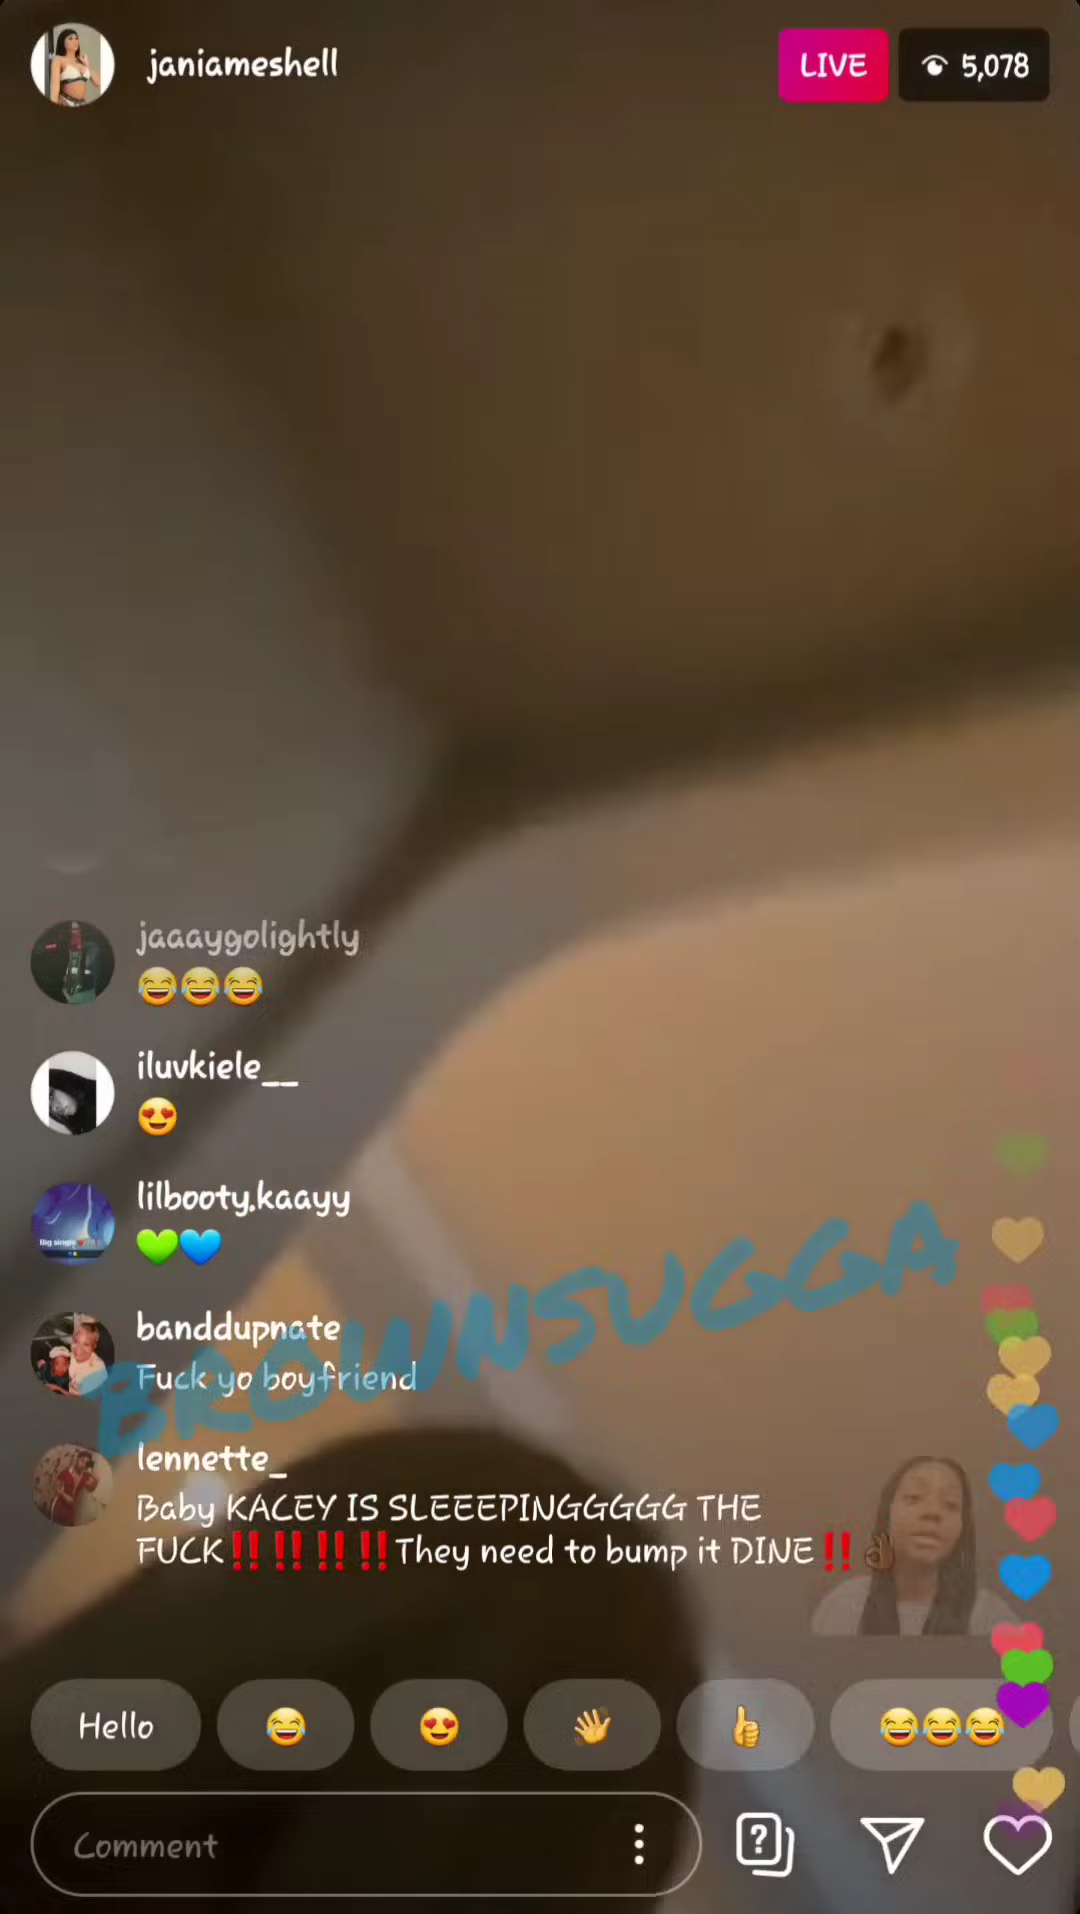 janiameshell
LIVE
5,078
jaaaygolightly
😂😂😂
iluvkiele__
😍
lilbooty.kaayy
💚💙
banddupnate
Fuck yo boyfriend
BROWNSUGGA
lennette_
Baby KACEY IS SLEEEPINGGGGG THE
FUCK‼️‼️‼️‼️They need to bump it DINE‼️👌🏾
Hello
😂
😍
👋
👍
😂😂😂
Comment